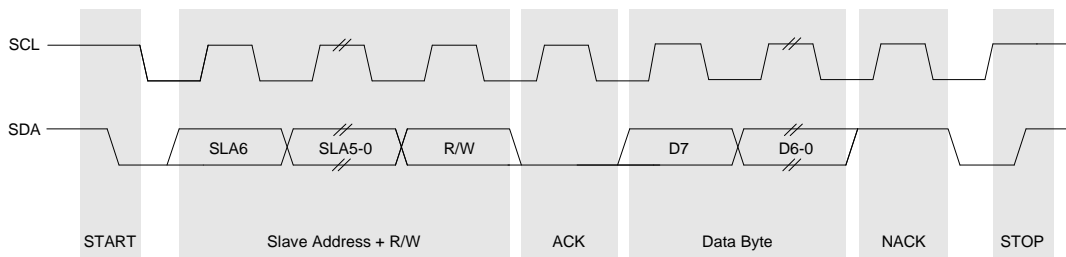 SCL
SDA
SLA6 SLA5-0 R/W D7 D6-0
START Slave Address + R/W ACK Data Byte NACK STOP